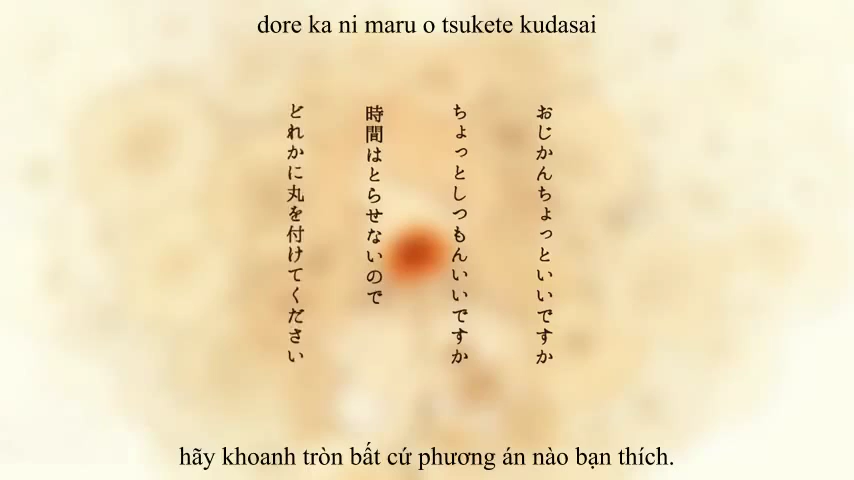 dore ka ni maru o tsukete kudasai
おじかんちょっといいですか
ちょっとしつもんいいですか
時間はとらせないので
どれかに丸を付けてください
hãy khoanh tròn bất cứ phương án nào bạn thích.